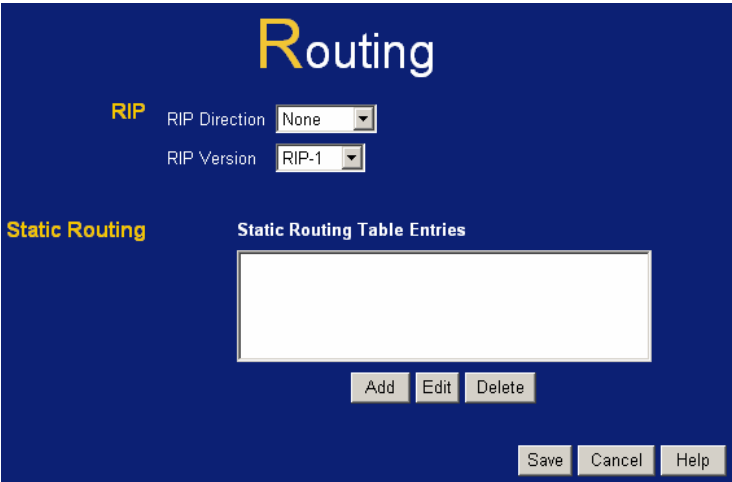 Routing
RIP
RIP Direction None
RIP Version RIP-1
Static Routing
Static Routing Table Entries
Add Edit Delete
Save Cancel Help